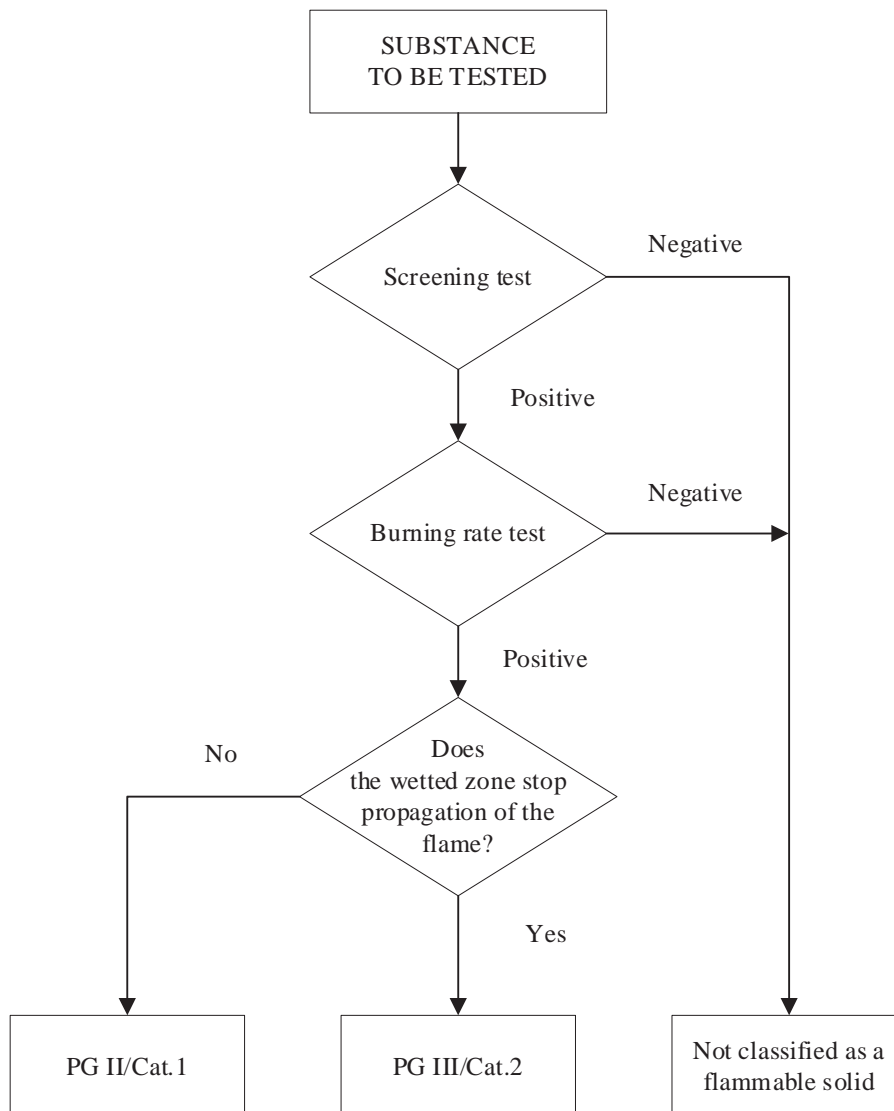 SUBSTANCE
TO BE TESTED
Negative
Screening test
Positive
Negative
Burning rate test
Positive
No
Does
the wetted zone stop
propagation of the
flame?
Yes
PG II/Cat.1
PG III/Cat.2
Not classified as a
flammable solid